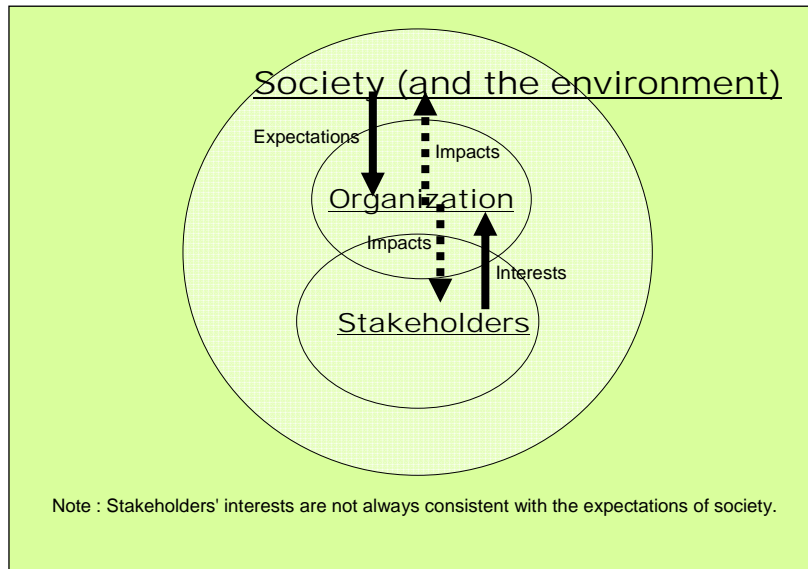 Society (and the environment)
Expectations
Impacts
Organization
Impacts
Interests
Stakeholders
Note : Stakeholders' interests are not always consistent with the expectations of society.